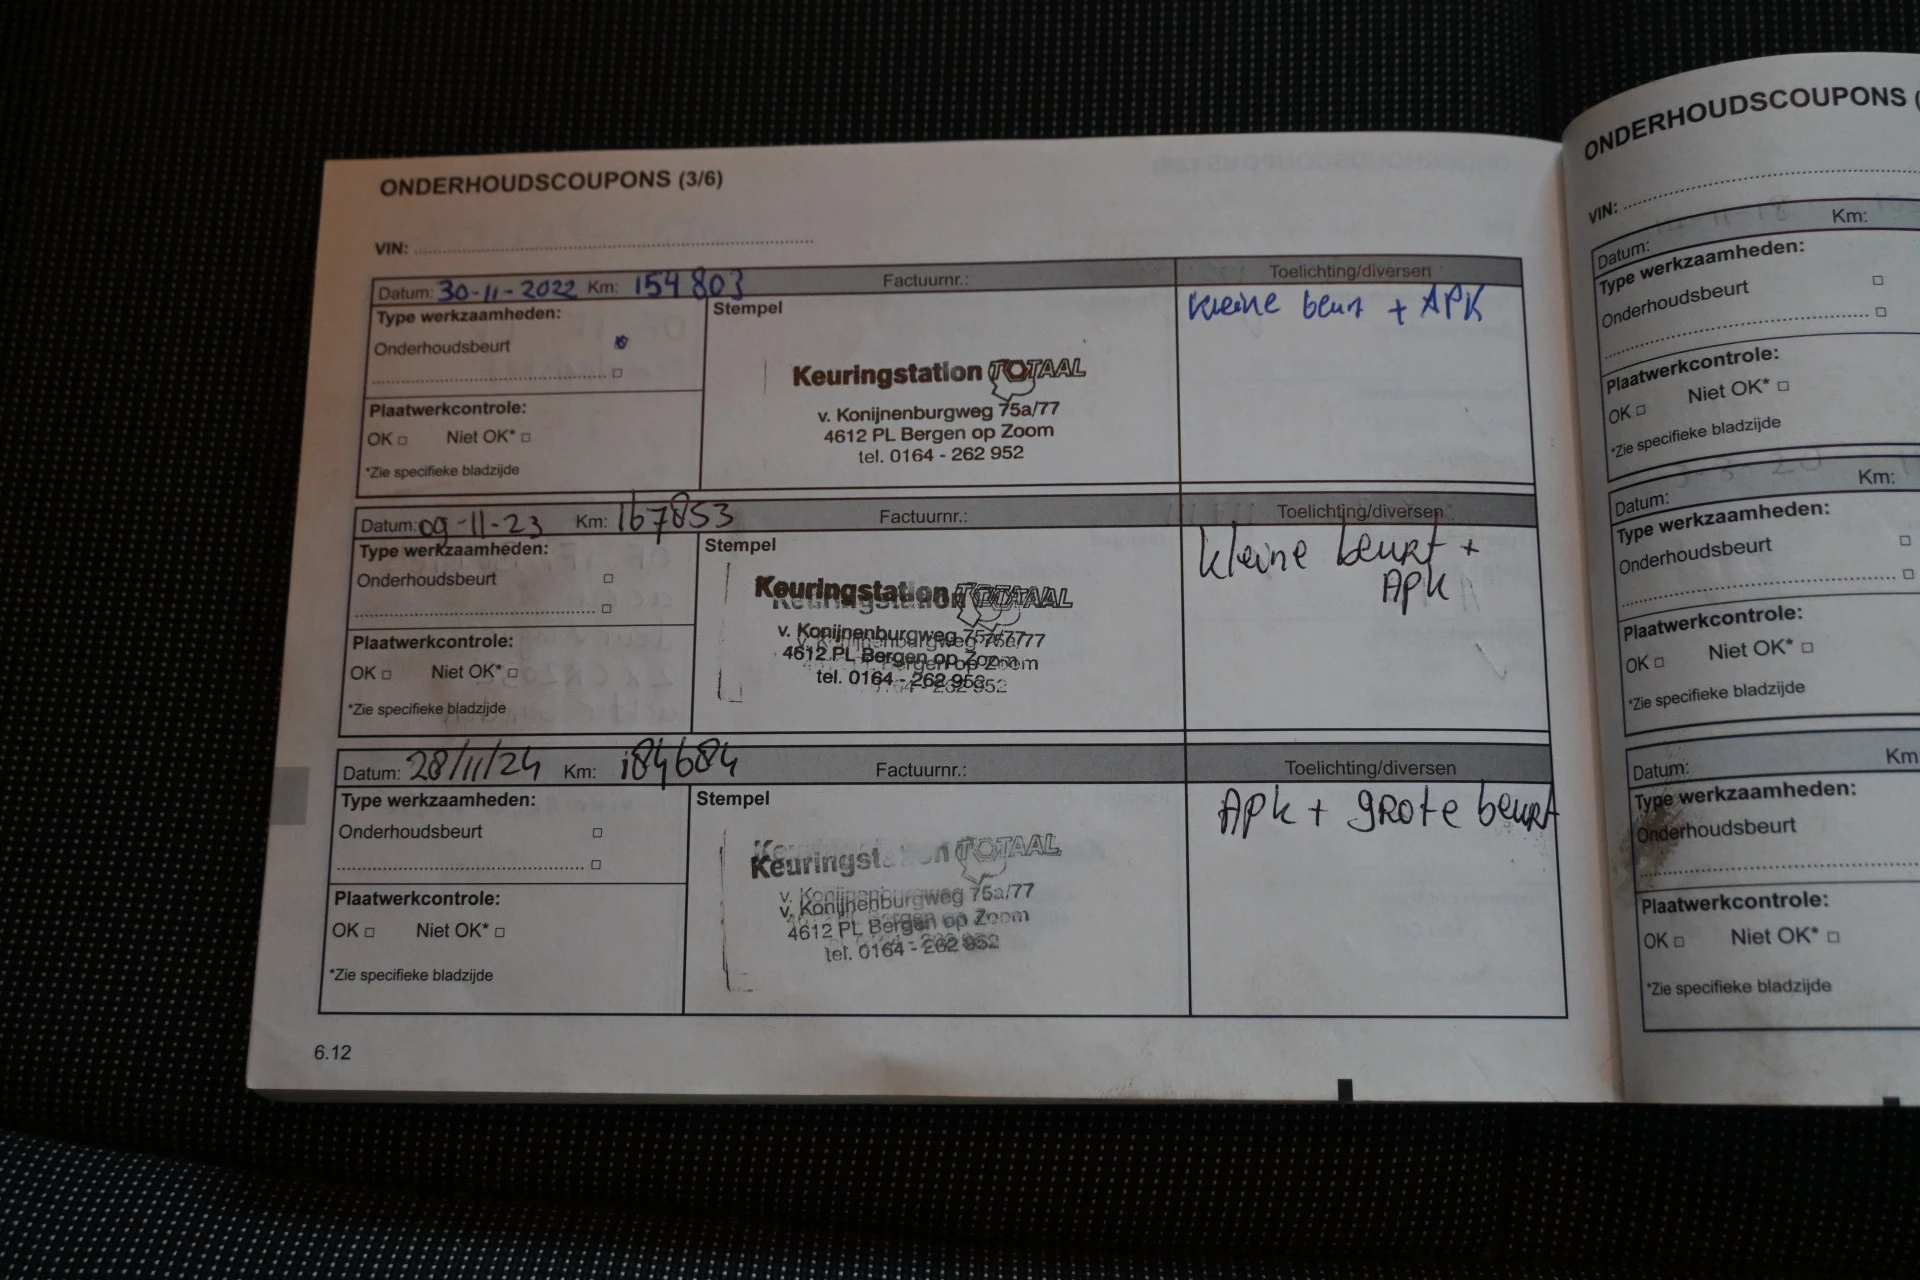 ONDERHOUDSCOUPONS (3/6)
VIN:
Datum: 30-11-2022 Km: 154 803 Factuurnr.: Toelichting/diversen
Type werkzaamheden:
Stempel
Kleine beurt + APK
Onderhoudsbeurt
Keuringstation TOTAAL
v. Konijnenburgweg 75a/77
4612 PL Bergen op Zoom
tel. 0164 - 262 952
Plaatwerkcontrole:
OK □ Niet OK* □
*Zie specifieke bladzijde
Datum: 09-11-23 Km: 167853 Factuurnr.: Toelichting/diversen
Type werkzaamheden:
Stempel
kleine beurt +
Apk
Onderhoudsbeurt □
Keuringstation TOTAAL
v. Konijnenburgweg 75a/77
4612 PL Bergen op Zoom
tel. 0164 - 262 952
Plaatwerkcontrole:
OK □ Niet OK* □
*Zie specifieke bladzijde
Datum: 28/11/24 Km: 184684 Factuurnr.: Toelichting/diversen
Type werkzaamheden:
Stempel
Apk + grote beurt
Onderhoudsbeurt □
Keuringstation TOTAAL
v. Konijnenburgweg 75a/77
4612 PL Bergen op Zoom
tel. 0164 - 262 952
Plaatwerkcontrole:
OK □ Niet OK* □
*Zie specifieke bladzijde
6.12
ONDERHOUDSCOUPONS (
VIN:
Datum: Km:
Type werkzaamheden:
Onderhoudsbeurt □
Plaatwerkcontrole:
OK □ Niet OK* □
*Zie specifieke bladzijde
Datum: Km:
Type werkzaamheden:
Onderhoudsbeurt □
Plaatwerkcontrole:
OK □ Niet OK* □
*Zie specifieke bladzijde
Datum: Km
Type werkzaamheden:
Onderhoudsbeurt
Plaatwerkcontrole:
OK □ Niet OK* □
*Zie specifieke bladzijde